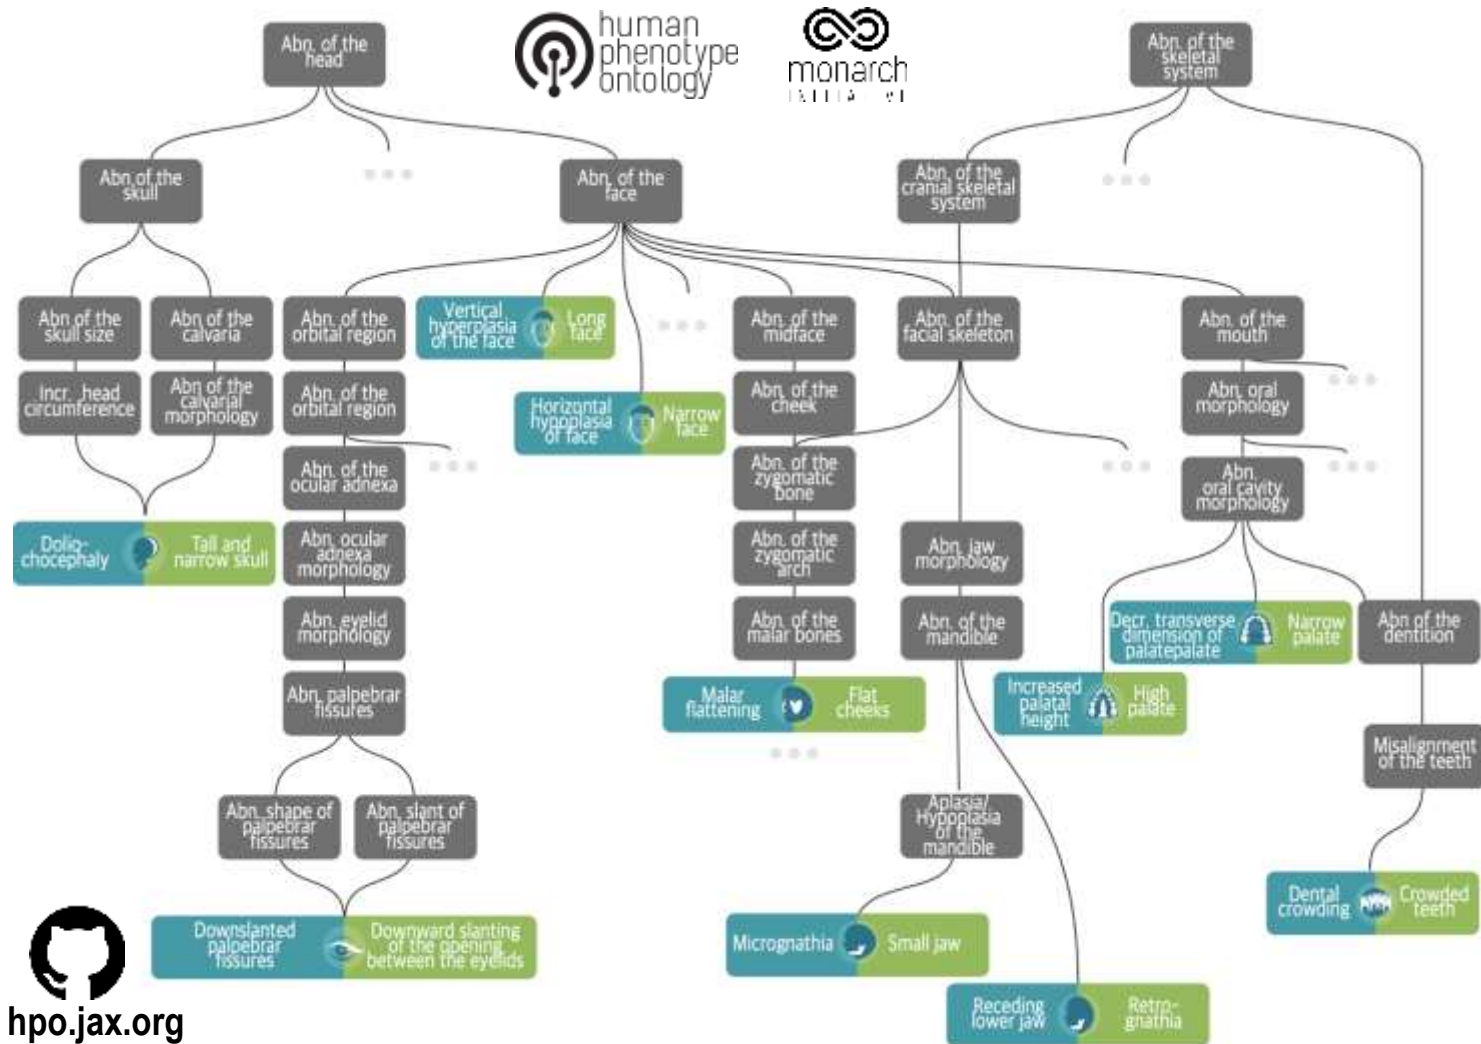 Abn. of the
head
human
phenotype
ontology
monarch
Abn. of the
skeletal
system
Abn.of the
skull
Abn. of the
face
Abn. of the
cranial skeletal
system
Abn of the
skull size
Abn of the
calvaria
Abn. of the
orbital region
Vertical
hyperplasia
of the face
Long
face
Abn. of the
midface
Abn. of the
facial skeleton
Abn. of the
mouth
Incr. .head
circumference
Abn of the
calvarial
morphology
Abn. of the
orbital region
Horizontal
hypoplasia
of face
Narrow
face
Abn. of the
cheek
Abn. oral
morphology
Abn. of the
ocular adnexa
Abn. of the
zygomatic
bone
Abn.
oral cavity
morphology
Dolio-
chocephaly
Tall and
narrow skull
Abn. ocular
adnexa
morphology
Abn. of the
zygomatic
arch
Abn. jaw
morphology
Abn. eyelid
morphology
Abn. of the
malar bones
Abn. of the
mandible
Decr. transverse
dimension of
palatepalate
Narrow
palate
Abn of the
dentition
Abn. palpebrar
fissures
Malar
flattening
Flat
cheeks
Increased
palatal
height
High
palate
Misalignment
of the teeth
Abn. shape of
palpebrar
fissures
Abn. slant of
palpebrar
fissures
Aplasia/
Hypoplasia
of the
mandible
Dental
crowding
Crowded
teeth
Downslanted
palpebrar
fissures
Downward slanting
of the opening
between the eyelids
Micrognathia
Small jaw
Receding
lower jaw
Retro-
gnathia
hpo.jax.org